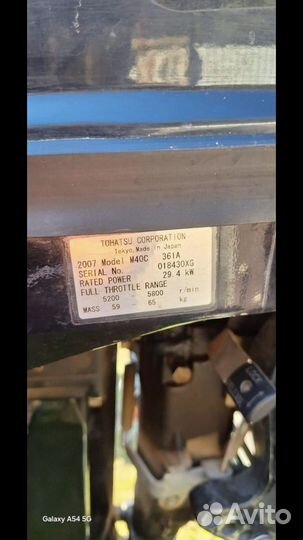 TOHATSU CORPORATION
Tokyo, Made in Japan
2007 Model M40C 361A
SERIAL No. 018430XG
RATED POWER 29.4 kW
FULL THROTTLE RANGE
5200 5800 r/min
MASS 59 - 65 kg
Galaxy A54 5G
Avito